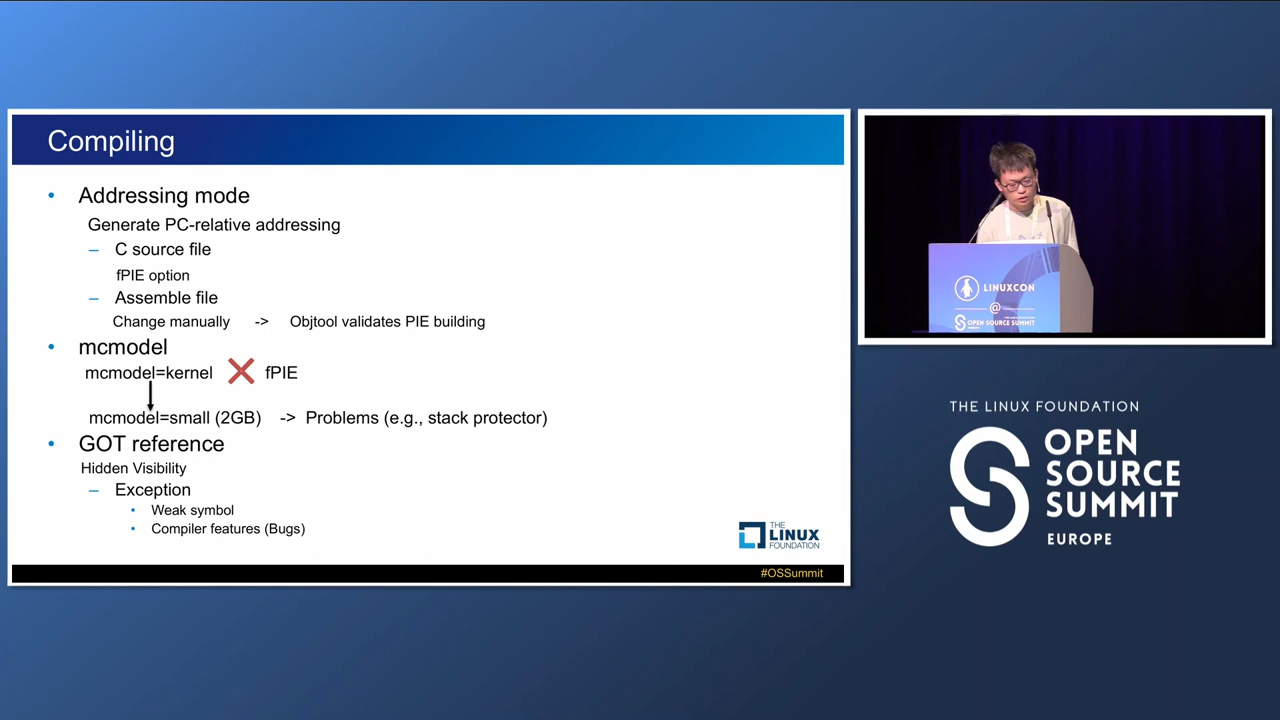 Compiling
• Addressing mode
Generate PC-relative addressing
– C source file
fPIE option
– Assemble file
Change manually -> Objtool validates PIE building
• mcmodel
mcmodel=kernel fPIE
mcmodel=small (2GB) -> Problems (e.g., stack protector)
• GOT reference
Hidden Visibility
– Exception
• Weak symbol
• Compiler features (Bugs)
THE
LINUX
FOUNDATION
#OSSummit
LINUXCON
@
OPEN SOURCE SUMMIT
THE LINUX FOUNDATION
OPEN
SOURCE
SUMMIT
EUROPE